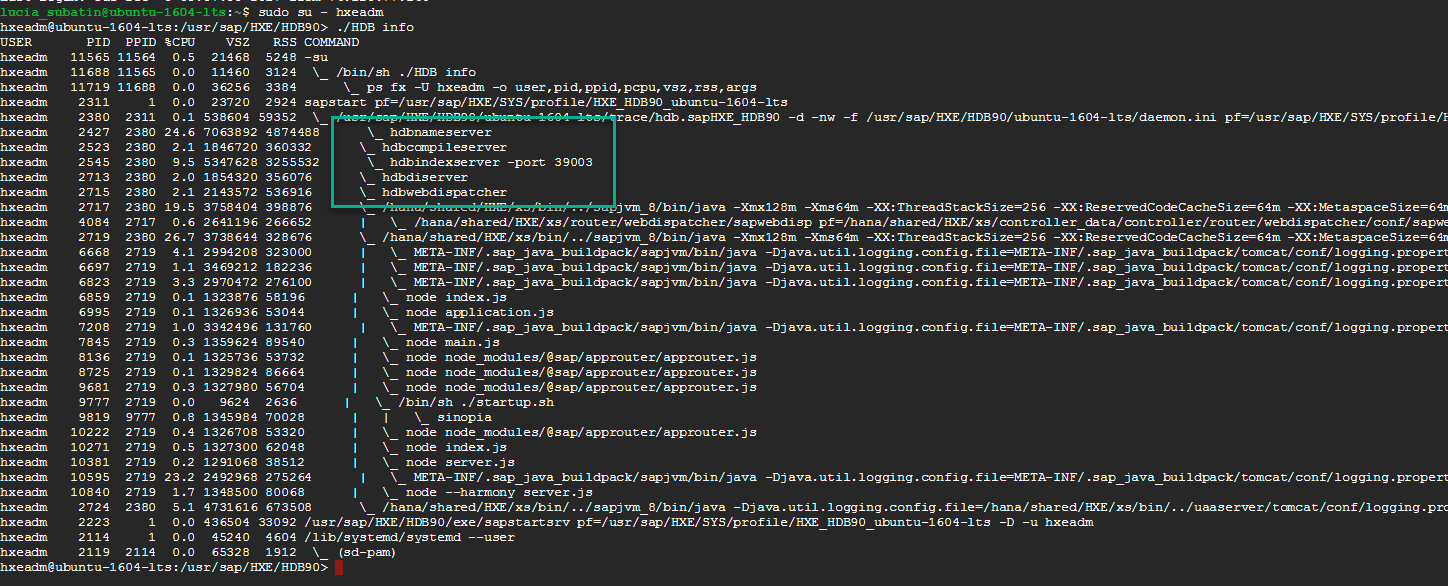 lucia_subatin@ubuntu-1604-lts:~$ sudo su - hxeadm
hxeadm@ubuntu-1604-lts:/usr/sap/HXE/HDB90> ./HDB info
USER PID PPID %CPU VSZ RSS COMMAND
hxeadm 11565 11564 0.5 21468 5248 -su
hxeadm 11688 11565 0.0 11460 3124 \_ /bin/sh ./HDB info
hxeadm 11719 11688 0.0 36256 3384 \_ ps fx -U hxeadm -o user,pid,ppid,pcpu,vsz,rss,args
hxeadm 2311 1 0.0 23720 2924 sapstart pf=/usr/sap/HXE/SYS/profile/HXE_HDB90_ubuntu-1604-lts
hxeadm 2380 2311 0.1 538604 59352 \_ /usr/sap/HXE/HDB90/ubuntu-1604-lts/trace/hdb.sapHXE_HDB90 -d -nw -f /usr/sap/HXE/HDB90/ubuntu-1604-lts/daemon.ini pf=/usr/sap/HXE/SYS/profile/H
hxeadm 2427 2380 24.6 7063892 4874488 \_ hdbnameserver
hxeadm 2523 2380 2.1 1846720 360332 \_ hdbcompileserver
hxeadm 2545 2380 9.5 5347628 3255532 \_ hdbindexserver -port 39003
hxeadm 2713 2380 2.0 1854320 356076 \_ hdbdiserver
hxeadm 2715 2380 2.1 2143572 536916 \_ hdbwebdispatcher
hxeadm 2717 2380 19.5 3758404 398876 \_ /hana/shared/HXE/xs/bin/../sapjvm_8/bin/java -Xmx128m -Xms64m -XX:ThreadStackSize=256 -XX:ReservedCodeCacheSize=64m -XX:MetaspaceSize=64m
hxeadm 4084 2717 0.6 2641196 266652 | \_ /hana/shared/HXE/xs/router/webdispatcher/sapwebdisp pf=/hana/shared/HXE/xs/controller_data/controller/router/webdispatcher/conf/sapwe
hxeadm 2719 2380 26.7 3738644 328676 \_ /hana/shared/HXE/xs/bin/../sapjvm_8/bin/java -Xmx128m -Xms64m -XX:ThreadStackSize=256 -XX:ReservedCodeCacheSize=64m -XX:MetaspaceSize=64m
hxeadm 6668 2719 4.1 2994208 323000 | \_ META-INF/.sap_java_buildpack/sapjvm/bin/java -Djava.util.logging.config.file=META-INF/.sap_java_buildpack/tomcat/conf/logging.propert
hxeadm 6697 2719 1.1 3469212 182236 | \_ META-INF/.sap_java_buildpack/sapjvm/bin/java -Djava.util.logging.config.file=META-INF/.sap_java_buildpack/tomcat/conf/logging.propert
hxeadm 6823 2719 3.3 2970472 276100 | \_ META-INF/.sap_java_buildpack/sapjvm/bin/java -Djava.util.logging.config.file=META-INF/.sap_java_buildpack/tomcat/conf/logging.propert
hxeadm 6859 2719 0.1 1323876 58196 | \_ node index.js
hxeadm 6995 2719 0.1 1326936 53044 | \_ node application.js
hxeadm 7208 2719 1.0 3342496 131760 | \_ META-INF/.sap_java_buildpack/sapjvm/bin/java -Djava.util.logging.config.file=META-INF/.sap_java_buildpack/tomcat/conf/logging.propert
hxeadm 7845 2719 0.3 1359624 89540 | \_ node main.js
hxeadm 8136 2719 0.1 1325736 53732 | \_ node node_modules/@sap/approuter/approuter.js
hxeadm 8725 2719 0.1 1329824 86664 | \_ node node_modules/@sap/approuter/approuter.js
hxeadm 9681 2719 0.3 1327980 56704 | \_ node node_modules/@sap/approuter/approuter.js
hxeadm 9777 2719 0.0 9624 2636 | \_ /bin/sh ./startup.sh
hxeadm 9819 9777 0.8 1345984 70028 | | \_ sinopia
hxeadm 10222 2719 0.4 1326708 53320 | \_ node node_modules/@sap/approuter/approuter.js
hxeadm 10271 2719 0.5 1327300 62048 | \_ node index.js
hxeadm 10381 2719 0.2 1291068 38512 | \_ node server.js
hxeadm 10595 2719 23.2 2492968 275264 | \_ META-INF/.sap_java_buildpack/sapjvm/bin/java -Djava.util.logging.config.file=META-INF/.sap_java_buildpack/tomcat/conf/logging.propert
hxeadm 10840 2719 1.7 1348500 80068 | \_ node --harmony server.js
hxeadm 2724 2380 5.1 4731616 673508 \_ /hana/shared/HXE/xs/bin/../sapjvm_8/bin/java -Djava.util.logging.config.file=/hana/shared/HXE/xs/bin/../uaaserver/tomcat/conf/logging.pro
hxeadm 2223 1 0.0 436504 33092 /usr/sap/HXE/HDB90/exe/sapstartsrv pf=/usr/sap/HXE/SYS/profile/HXE_HDB90_ubuntu-1604-lts -D -u hxeadm
hxeadm 2114 1 0.0 45240 4604 /lib/systemd/systemd --user
hxeadm 2119 2114 0.0 65328 1912 \_ (sd-pam)
hxeadm@ubuntu-1604-lts:/usr/sap/HXE/HDB90>